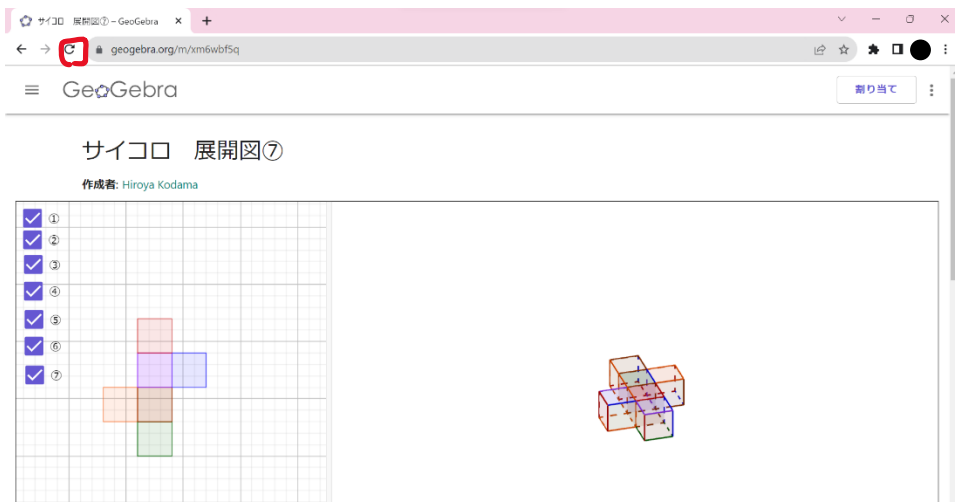 サイコロ 展開図⑦ – GeoGebra
geogebra.org/m/xm6wbf5q
GeoGebra
割り当て
サイコロ 展開図⑦
作成者: Hiroya Kodama
①
②
③
④
⑤
⑥
⑦